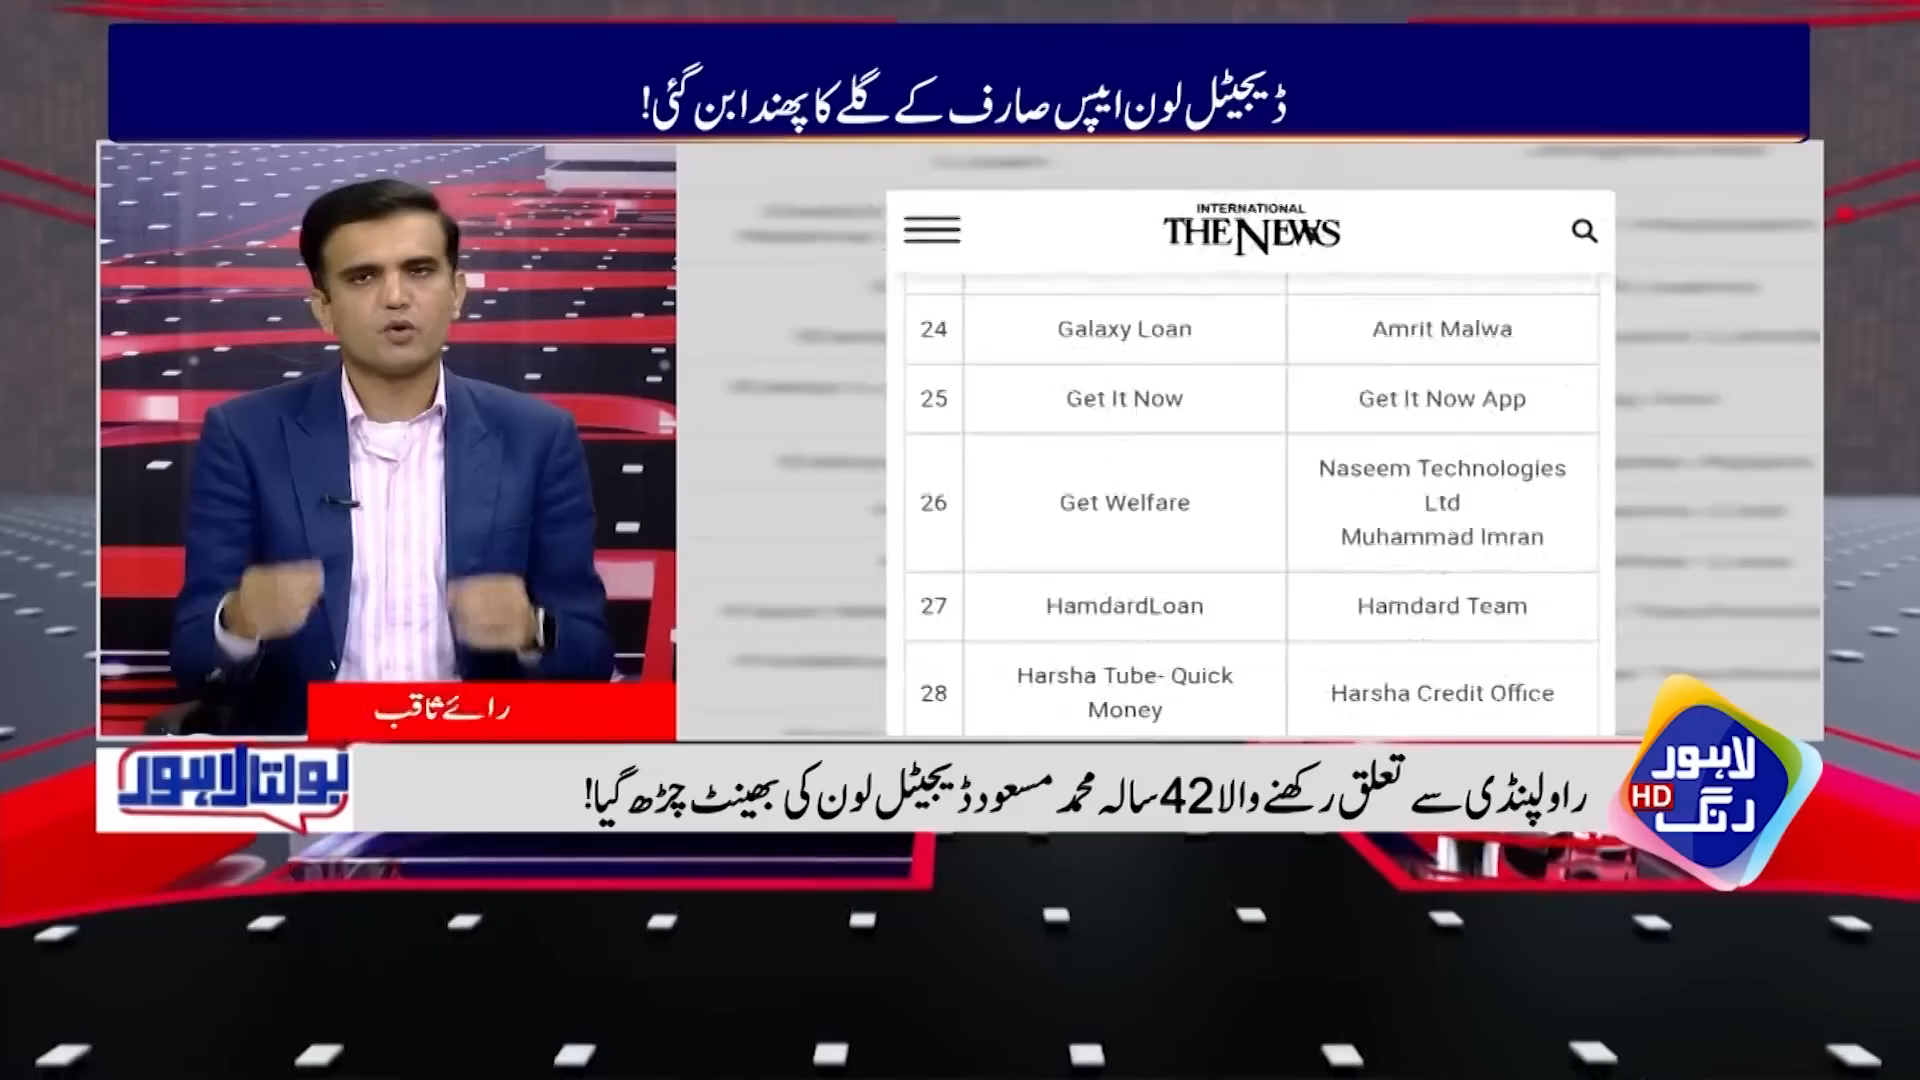 ڈیجیٹل لون ایپس صارف کے گلے کا پھندا بن گئی!
INTERNATIONAL
THE NEWS
24 Galaxy Loan Amrit Malwa
25 Get It Now Get It Now App
26 Get Welfare Naseem Technologies
Ltd
Muhammad Imran
27 HamdardLoan Hamdard Team
28 Harsha Tube- Quick
Money
Harsha Credit Office
رائے ثاقب
بولتا لاہور
راولپنڈی سے تعلق رکھنے والا 42 سالہ محمد مسعود ڈیجیٹل لون کی بھینٹ چڑھ گیا!
لاہور
HD
رنگ